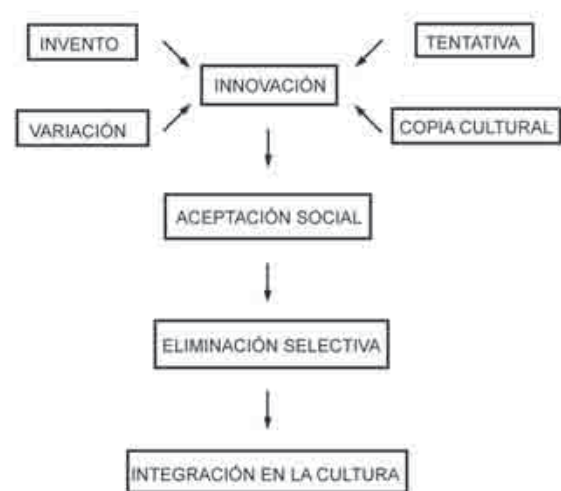 INVENTO
TENTATIVA
INNOVACIÓN
VARIACIÓN
COPIA CULTURAL
ACEPTACIÓN SOCIAL
ELIMINACIÓN SELECTIVA
INTEGRACIÓN EN LA CULTURA